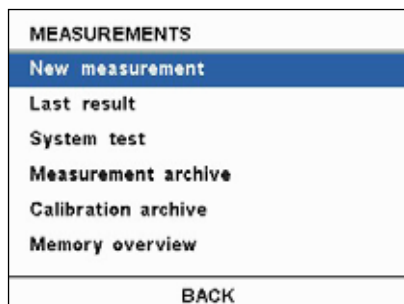 MEASUREMENTS
New measurement
Last result
System test
Measurement archive
Calibration archive
Memory overview
BACK